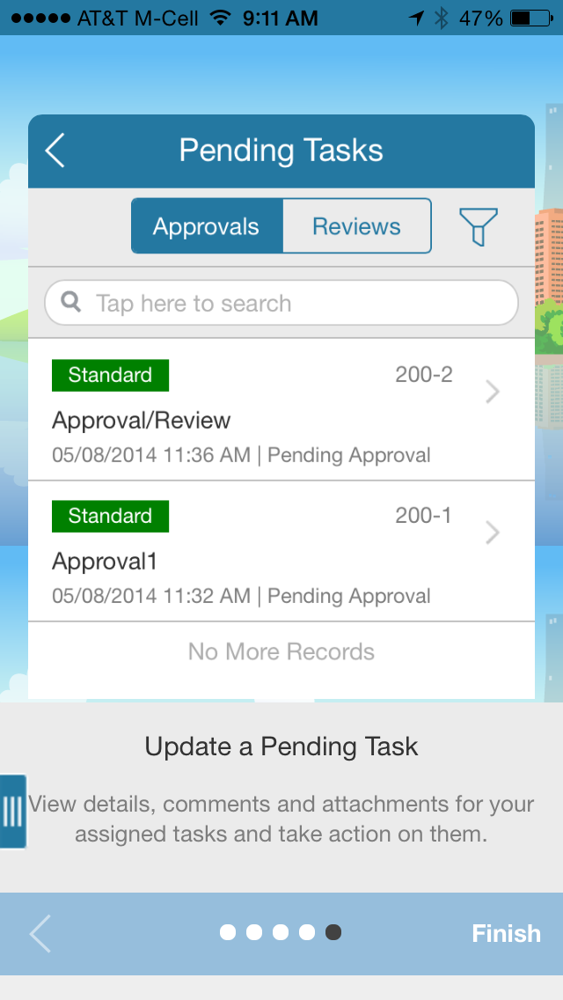 AT&T M-Cell 9:11 AM 47%
Pending Tasks
Approvals Reviews
Tap here to search
Standard 200-2
Approval/Review
05/08/2014 11:36 AM | Pending Approval
Standard 200-1
Approval1
05/08/2014 11:32 AM | Pending Approval
No More Records
Update a Pending Task
View details, comments and attachments for your
assigned tasks and take action on them.
Finish